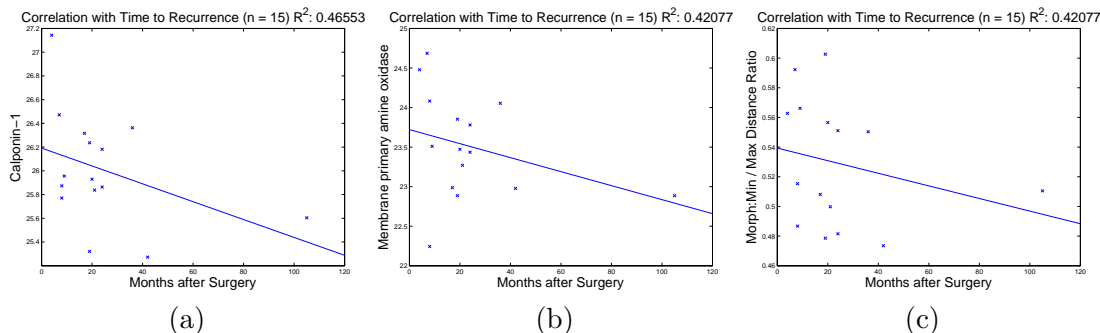 Correlation with Time to Recurrence (n = 15) R²: 0.46553
27.2
27
26.8
26.6
26.4
26.2
26
25.8
25.6
25.4
Calponin−1
0 20 40 60 80 100 120
Months after Surgery
(a)
Correlation with Time to Recurrence (n = 15) R²: 0.42077
25
24.5
24
23.5
23
22.5
22
Membrane primary amine oxidase
0 20 40 60 80 100 120
Months after Surgery
(b)
Correlation with Time to Recurrence (n = 15) R²: 0.42077
0.62
0.6
0.58
0.56
0.54
0.52
0.5
0.48
0.46
Morph:Min / Max Distance Ratio
0 20 40 60 80 100 120
Months after Surgery
(c)